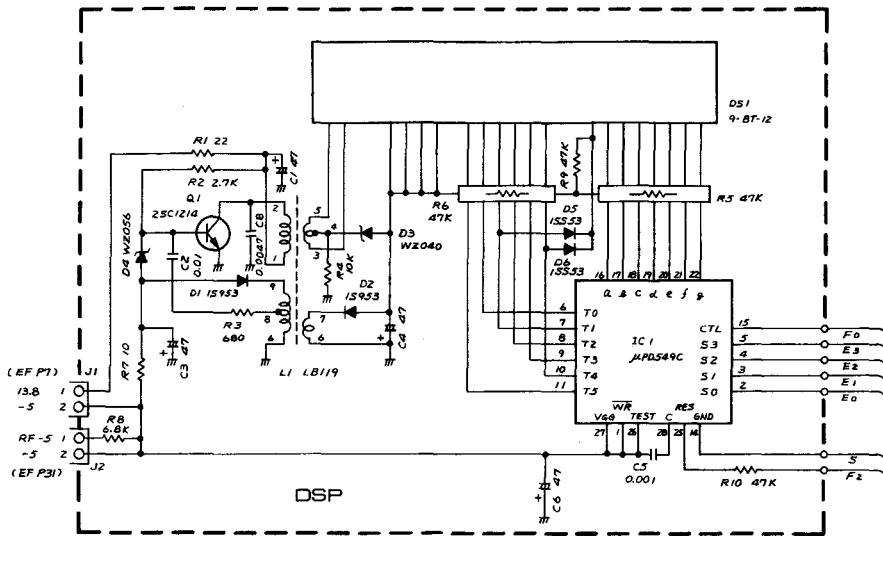 DS1
9-BT-12
R1 22
R2 2.7K
C1 47
Q1
2SC1214
C8
0.0047
2
1
5
4
3
D3
WZ040
R4
10K
R6
47K
R9 47K
R5 47K
D5
1SS53
D6
1SS53
D4 WZ056
C2
0.01
D1 1S953
9
8
6
R3
680
D2
1S953
7
6
C4 47
C3 47
R7 10
L1 LB119
16 17 18 19 20 21 22
a b c d e f g
6 T0
7 T1
8 T2
9 T3
10 T4
11 T5
IC1
μPD549C
CTL 15 F0
S3 5 E3
S2 4 E2
S1 3 E1
S0 2 E0
WR RES
VGG TEST C GND
27 1 26 28 25 14
C5
0.001
R10 47K
S
F2
(EF P7) J1
13.8 1
-5 2
R8
6.8K
RF-5 1
-5 2
J2
(EF P31)
C6 47
DSP